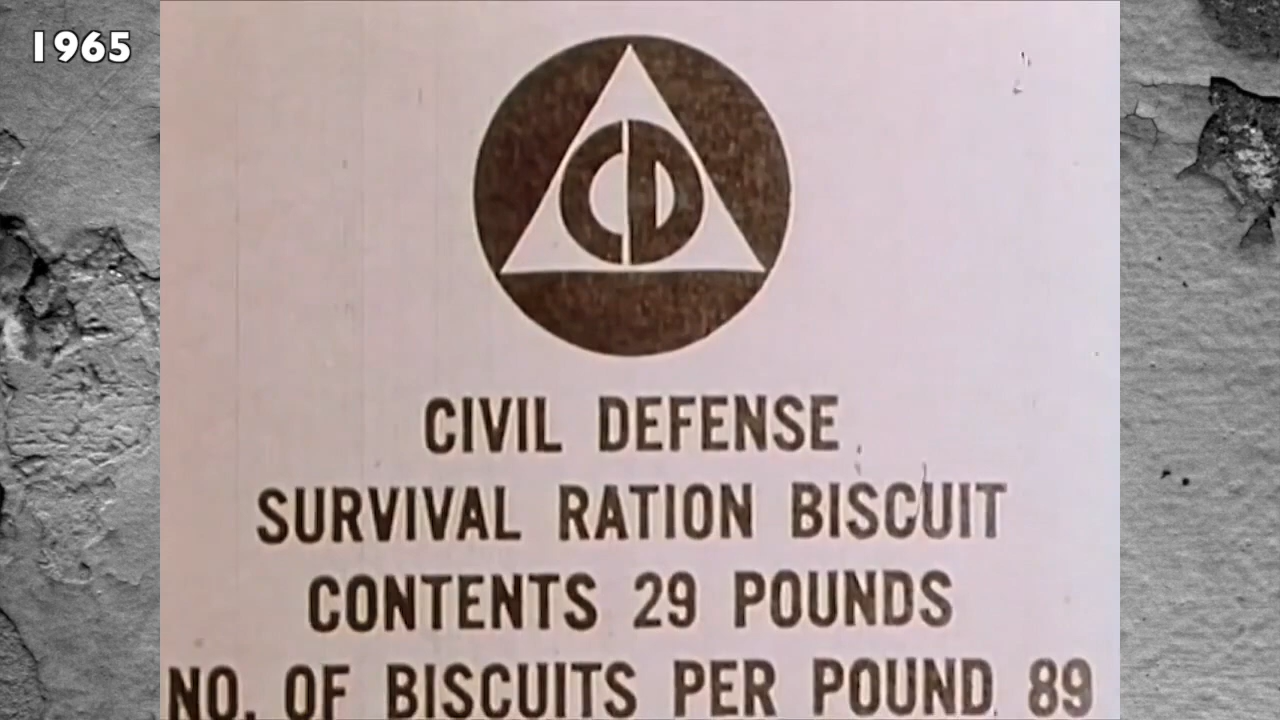 1965
CD
CIVIL DEFENSE
SURVIVAL RATION BISCUIT
CONTENTS 29 POUNDS
NO. OF BISCUITS PER POUND 89